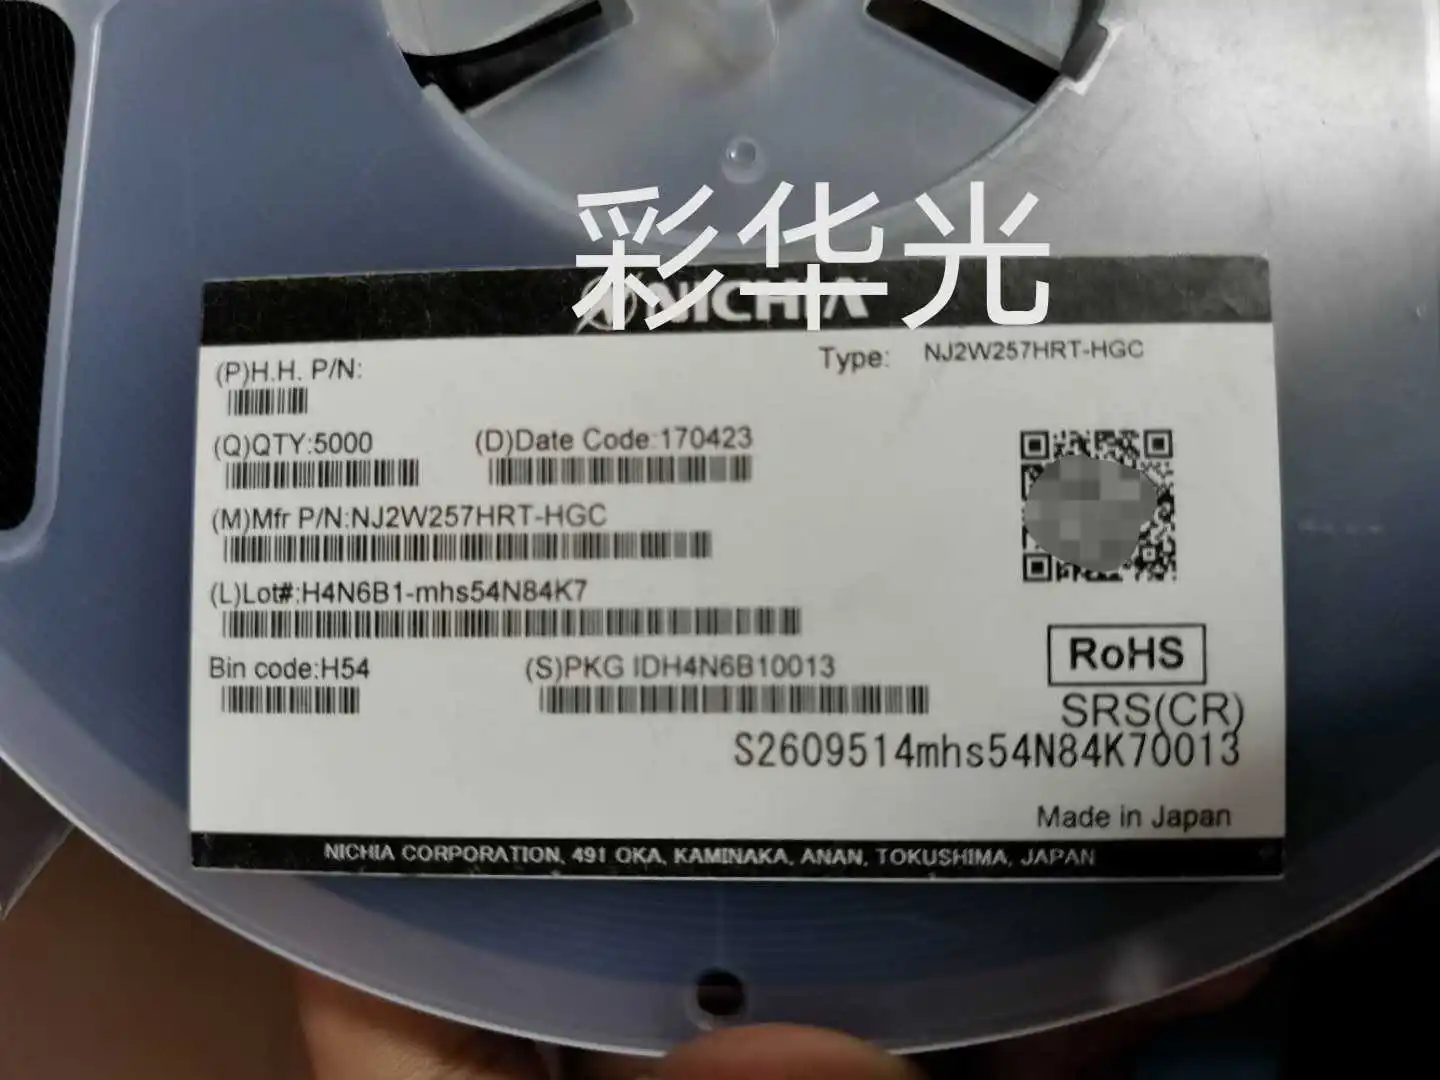 彩华光
NICHIA
(P)H.H. P/N:
Type: NJ2W257HRT-HGC
(Q)QTY:5000 (D)Date Code:170423
(M)Mfr P/N:NJ2W257HRT-HGC
(L)Lot#:H4N6B1-mhs54N84K7
Bin code:H54 (S)PKG IDH4N6B10013
RoHS
SRS(CR)
S2609514mhs54N84K70013
Made in Japan
NICHIA CORPORATION, 491 OKA, KAMINAKA, ANAN, TOKUSHIMA, JAPAN